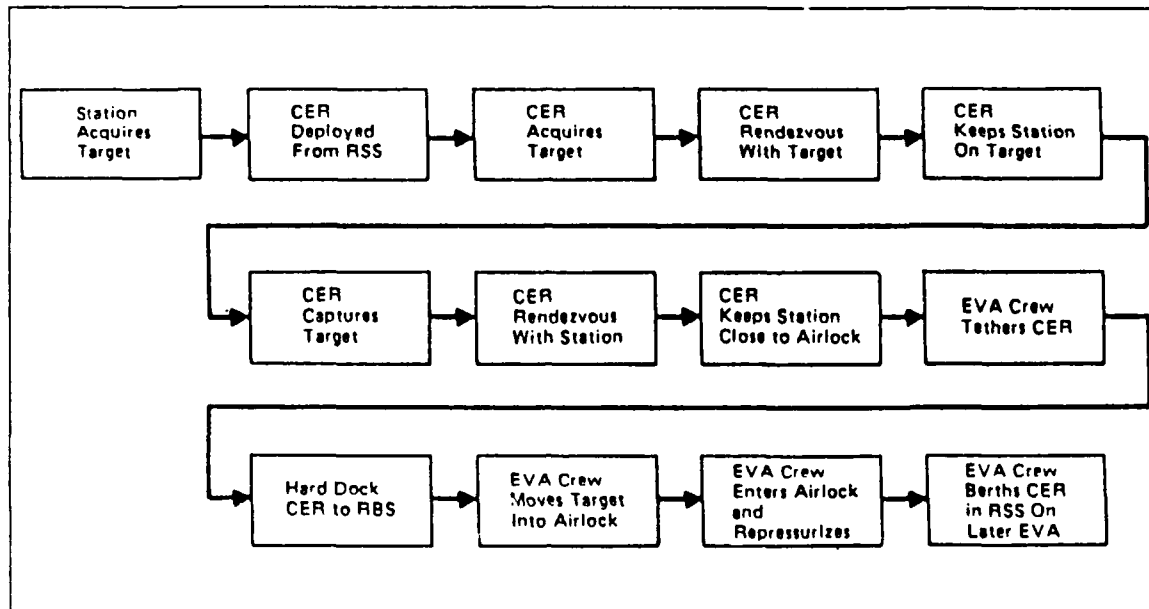 Station
Acquires
Target
CER
Deployed
From RSS
CER
Acquires
Target
CER
Rendezvous
With Target
CER
Keeps Station
On Target
CER
Captures
Target
CER
Rendezvous
With Station
CER
Keeps Station
Close to Airlock
EVA Crew
Tethers CER
Hard Dock
CER to RBS
EVA Crew
Moves Target
Into Airlock
EVA Crew
Enters Airlock
and
Repressurizes
EVA Crew
Berths CER
in RSS On
Later EVA